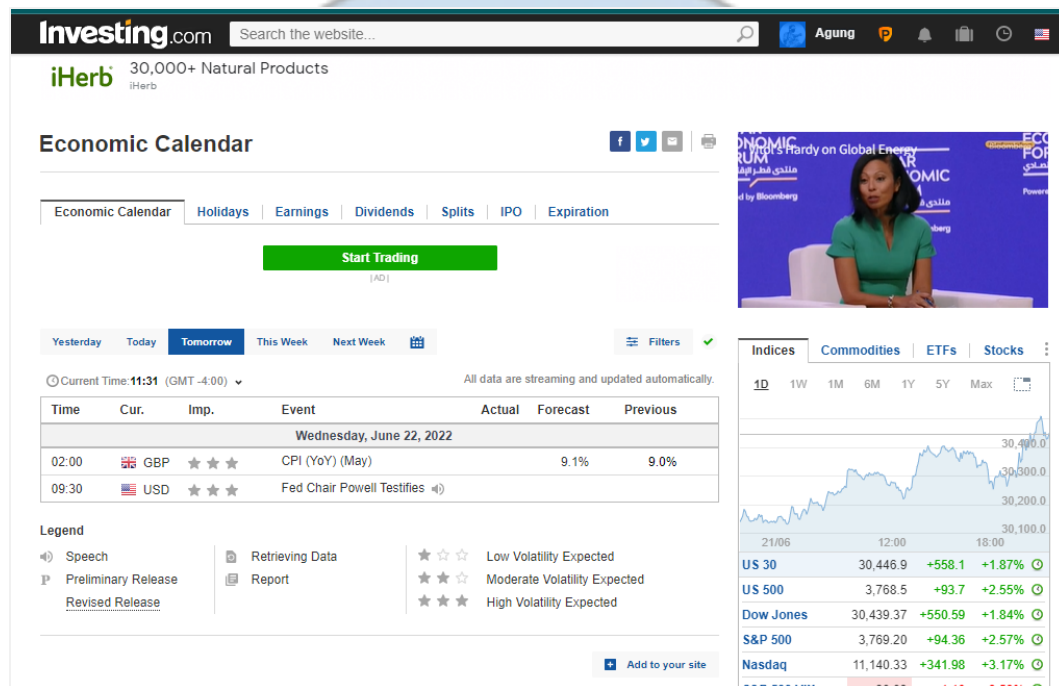 Investing.com
Search the website...
Agung
iHerb
30,000+ Natural Products
iHerb
Economic Calendar
Economic Calendar Holidays Earnings Dividends Splits IPO Expiration
Start Trading
|AD|
Yesterday Today Tomorrow This Week Next Week Filters
Current Time:11:31 (GMT -4:00)
All data are streaming and updated automatically.
Time Cur. Imp. Event Actual Forecast Previous
Wednesday, June 22, 2022
02:00 GBP CPI (YoY) (May) 9.1% 9.0%
09:30 USD Fed Chair Powell Testifies
Legend
Speech Retrieving Data Low Volatility Expected
P Preliminary Release Report Moderate Volatility Expected
Revised Release High Volatility Expected
Add to your site
Hardy on Global Energy
OMIC
by Bloomberg
Indices Commodities ETFs Stocks
1D 1W 1M 6M 1Y 5Y Max
30,400.0
30,300.0
30,200.0
30,100.0
21/06 12:00 18:00
US 30 30,446.9 +558.1 +1.87%
US 500 3,768.5 +93.7 +2.55%
Dow Jones 30,439.37 +550.59 +1.84%
S&P 500 3,769.20 +94.36 +2.57%
Nasdaq 11,140.33 +341.98 +3.17%